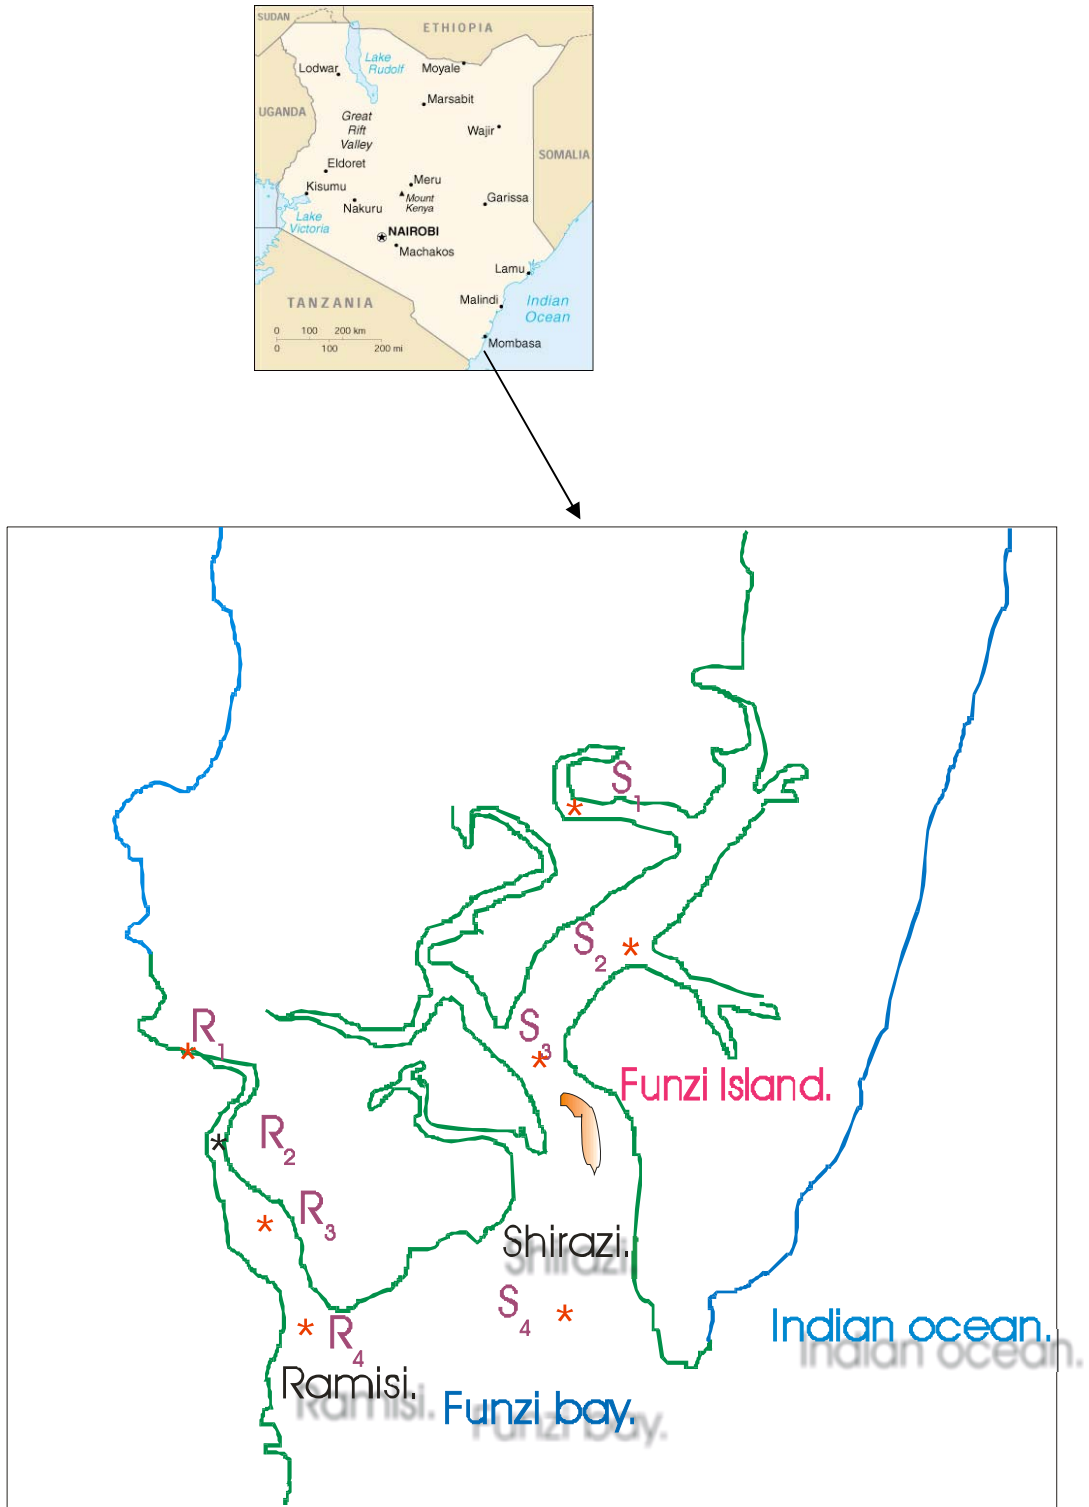 SUDAN
ETHIOPIA
Lake
Rudolf
Lodwar
Moyale
Marsabit
UGANDA
Great
Rift
Valley
Wajir
SOMALIA
Eldoret
Kisumu
Meru
Mount
Kenya
Garissa
Nakuru
Lake
Victoria
NAIROBI
Machakos
Lamu
TANZANIA
Malindi
Indian
Ocean
0 100 200 km
0 100 200 mi
Mombasa
S1
S2
R1
S3
Funzi Island.
R2
R3
Shirazi.
S4
R4
Indian ocean.
Ramisi.
Funzi bay.